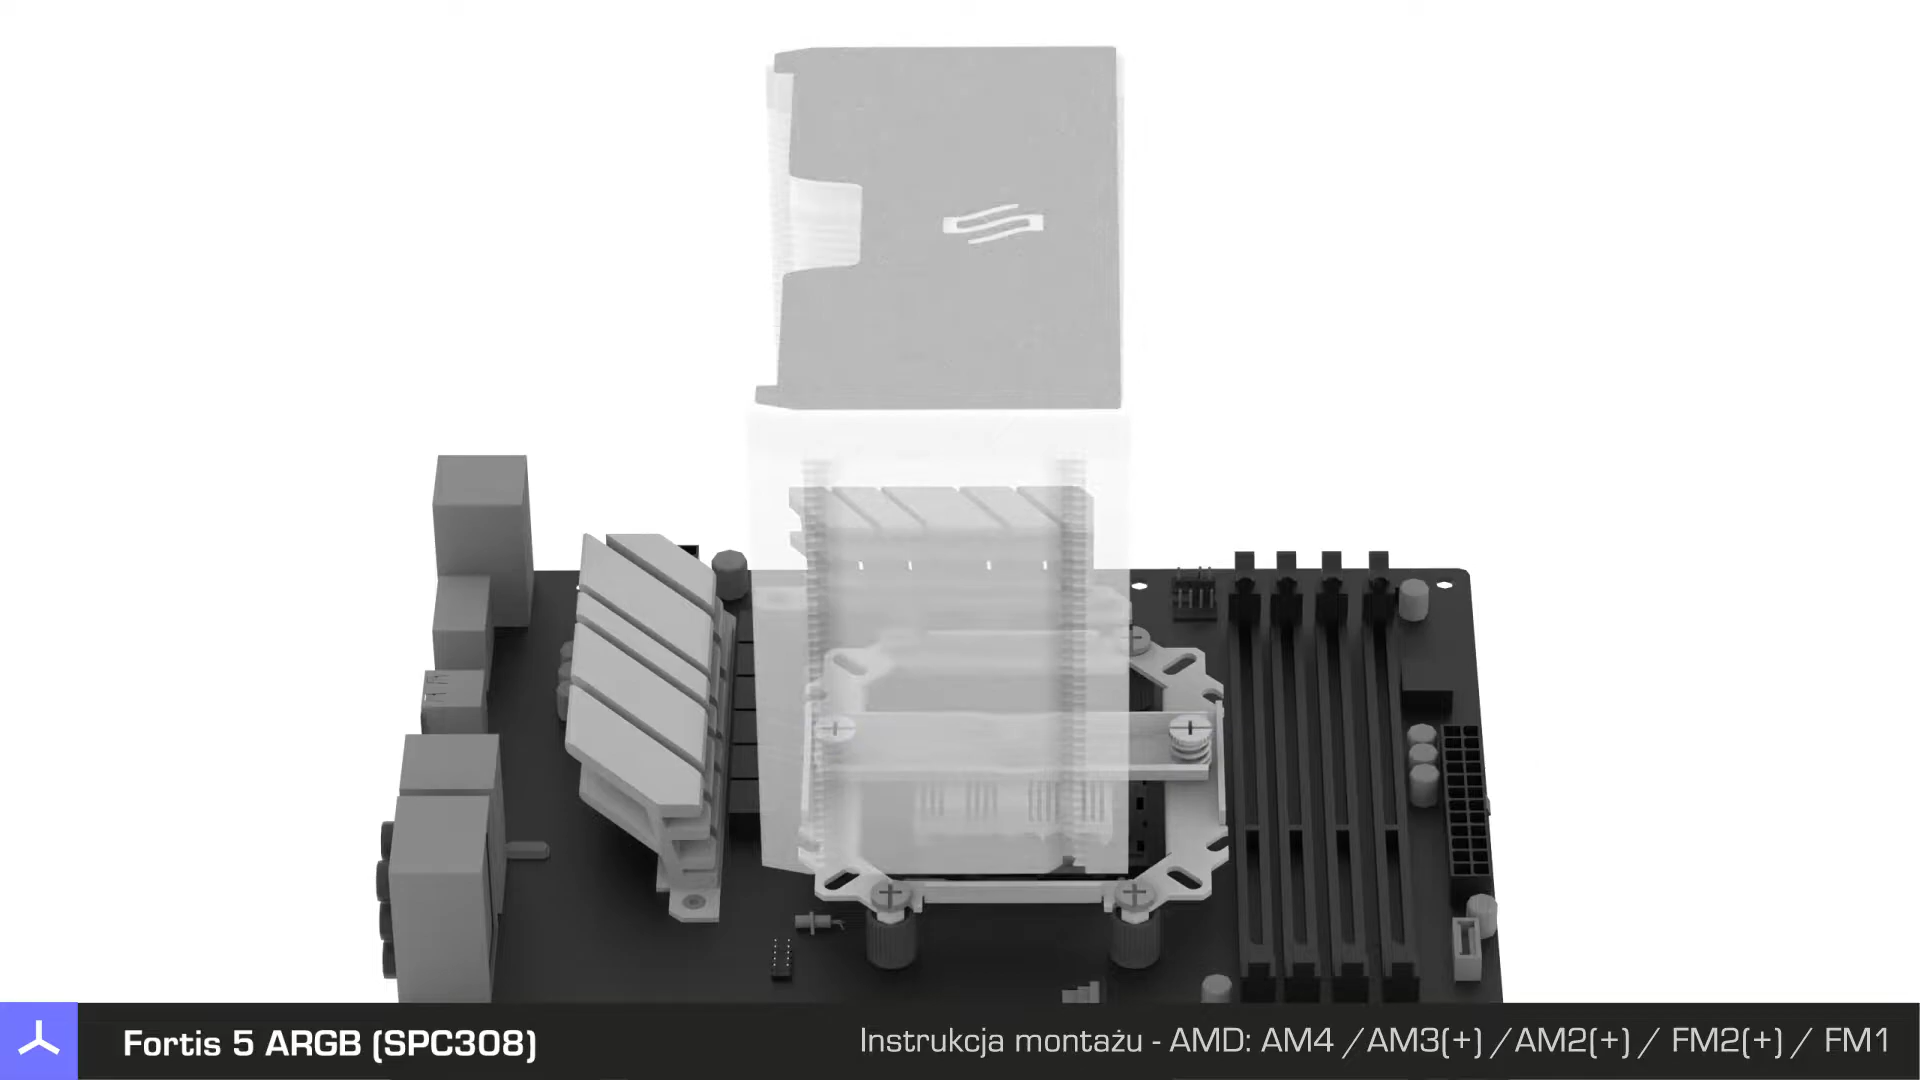 Fortis 5 ARGB (SPC308)
Instrukcja montażu - AMD: AM4 /AM3(+) /AM2(+) / FM2(+) / FM1